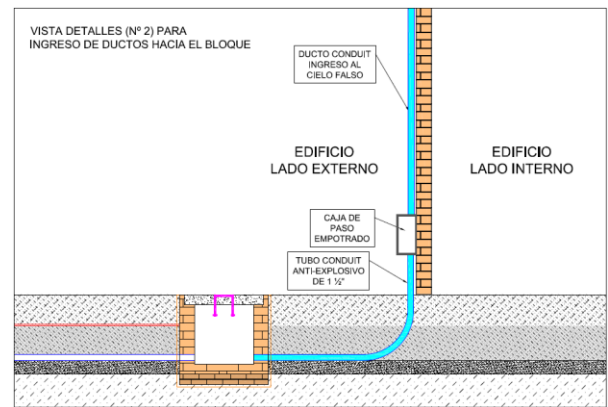 VISTA DETALLES (Nº 2) PARA
INGRESO DE DUCTOS HACIA EL BLOQUE
DUCTO CONDUIT
INGRESO AL
CIELO FALSO
EDIFICIO
LADO EXTERNO
EDIFICIO
LADO INTERNO
CAJA DE
PASO
EMPOTRADO
TUBO CONDUIT
ANTI-EXPLOSIVO
DE 1 ½"